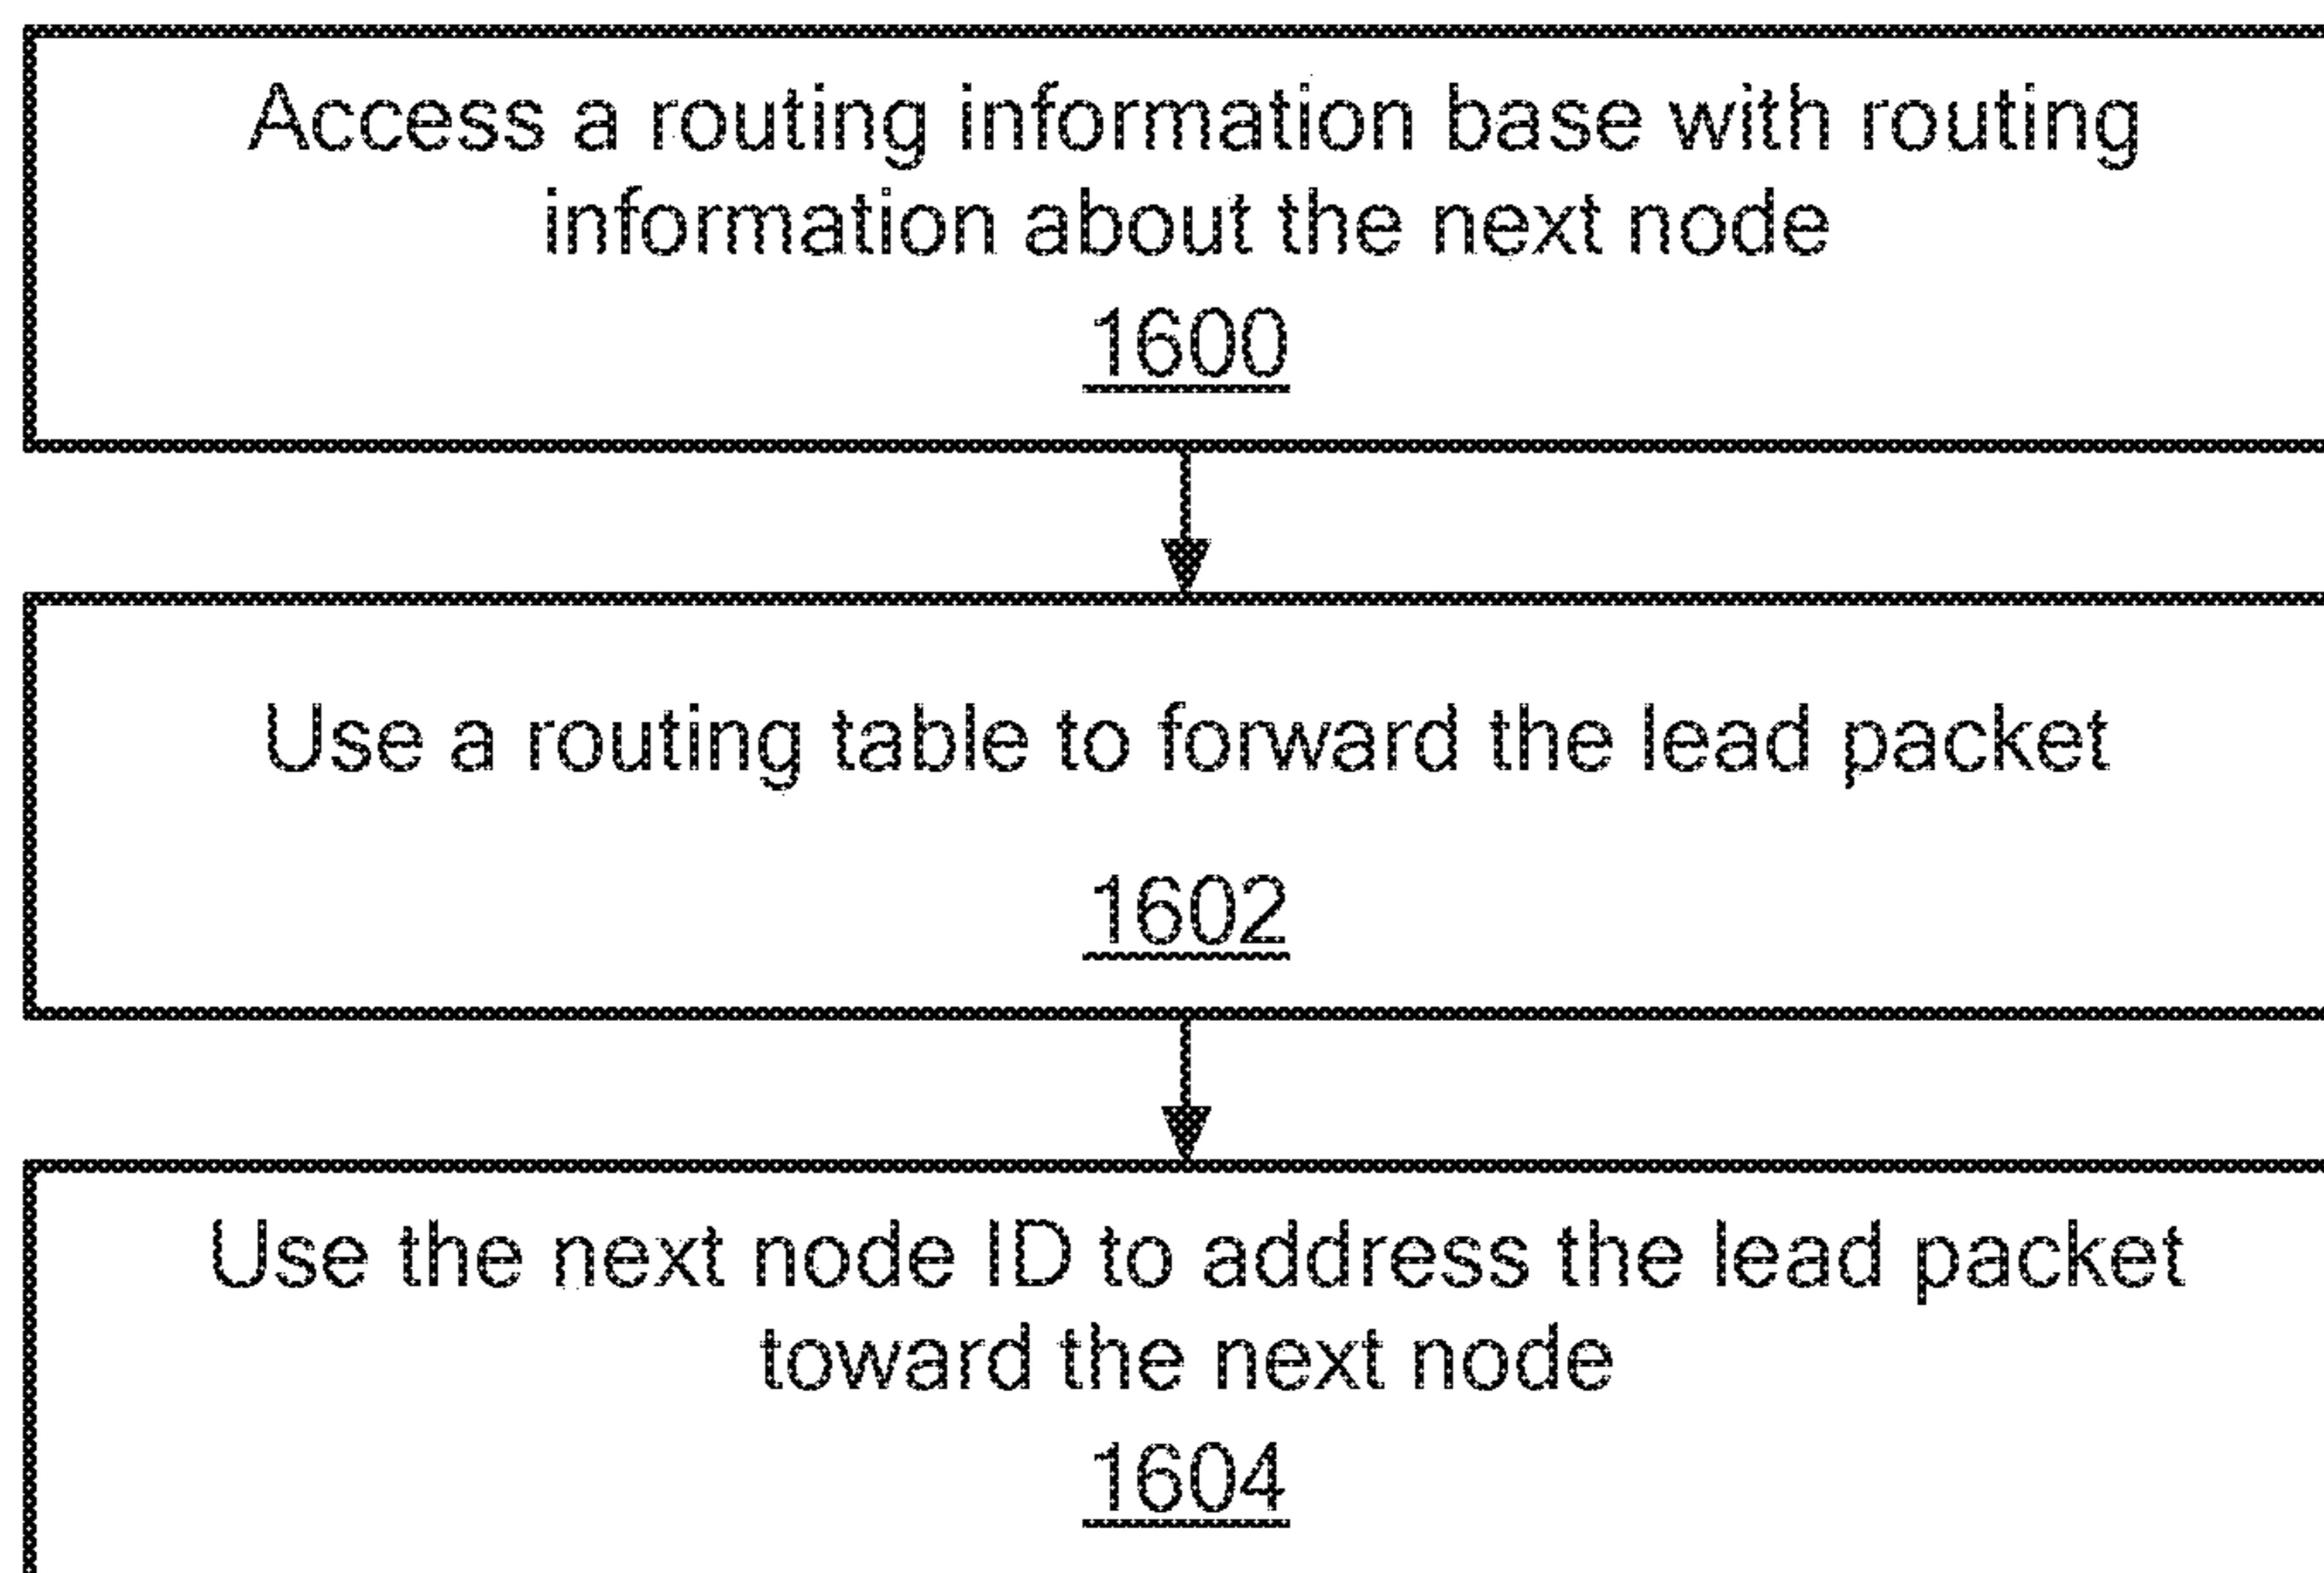 Access a routing information base with routing
information about the next node
1600
Use a routing table to forward the lead packet
1602
Use the next node ID to address the lead packet
toward the next node
1604